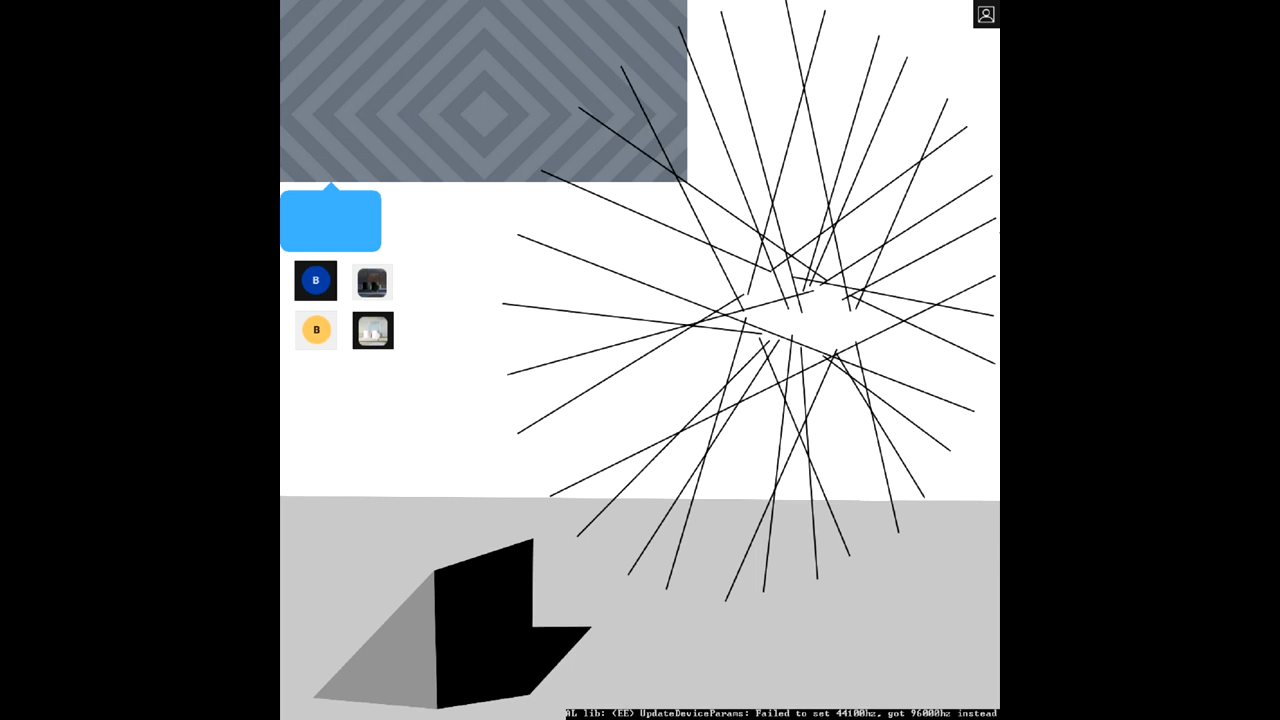 B
B
AL lib: (EE) UpdateDeviceParams: Failed to set 44100hz, got 96000hz instead